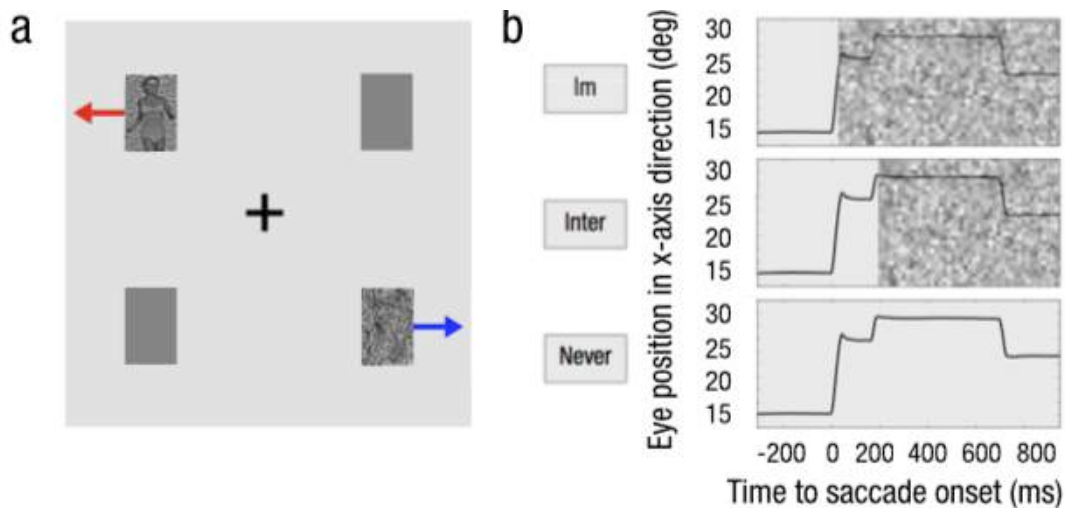 a
b
Im
Inter
Never
Eye position in x-axis direction (deg)
30
25
20
15
30
25
20
15
30
25
20
15
-200 0 200 400 600 800
Time to saccade onset (ms)